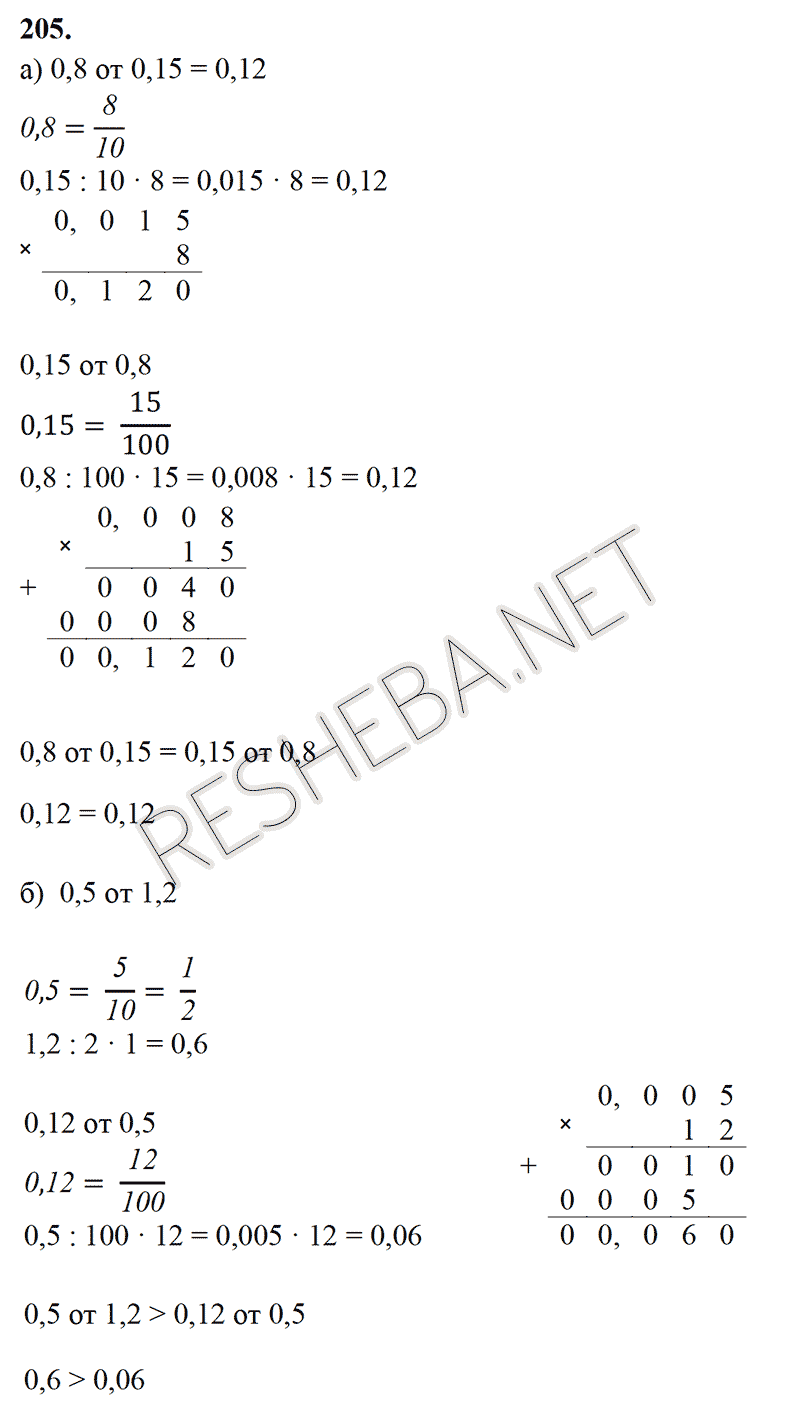 205.
а) 0,8 от 0,15 = 0,12
0,8 = 8/10
0,15 : 10 · 8 = 0,015 · 8 = 0,12
0, 0 1 5
× 8
0, 1 2 0
0,15 от 0,8
0,15 = 15/100
0,8 : 100 · 15 = 0,008 · 15 = 0,12
0, 0 0 8
× 1 5
+ 0 0 4 0
0 0 0 8
0 0, 1 2 0
0,8 от 0,15 = 0,15 от 0,8
0,12 = 0,12
б) 0,5 от 1,2
0,5 = 5/10 = 1/2
1,2 : 2 · 1 = 0,6
0,12 от 0,5
0,12 = 12/100
0,5 : 100 · 12 = 0,005 · 12 = 0,06
0, 0 0 5
× 1 2
+ 0 0 1 0
0 0 0 5
0 0, 0 6 0
0,5 от 1,2 > 0,12 от 0,5
0,6 > 0,06
RESHEBA.NET